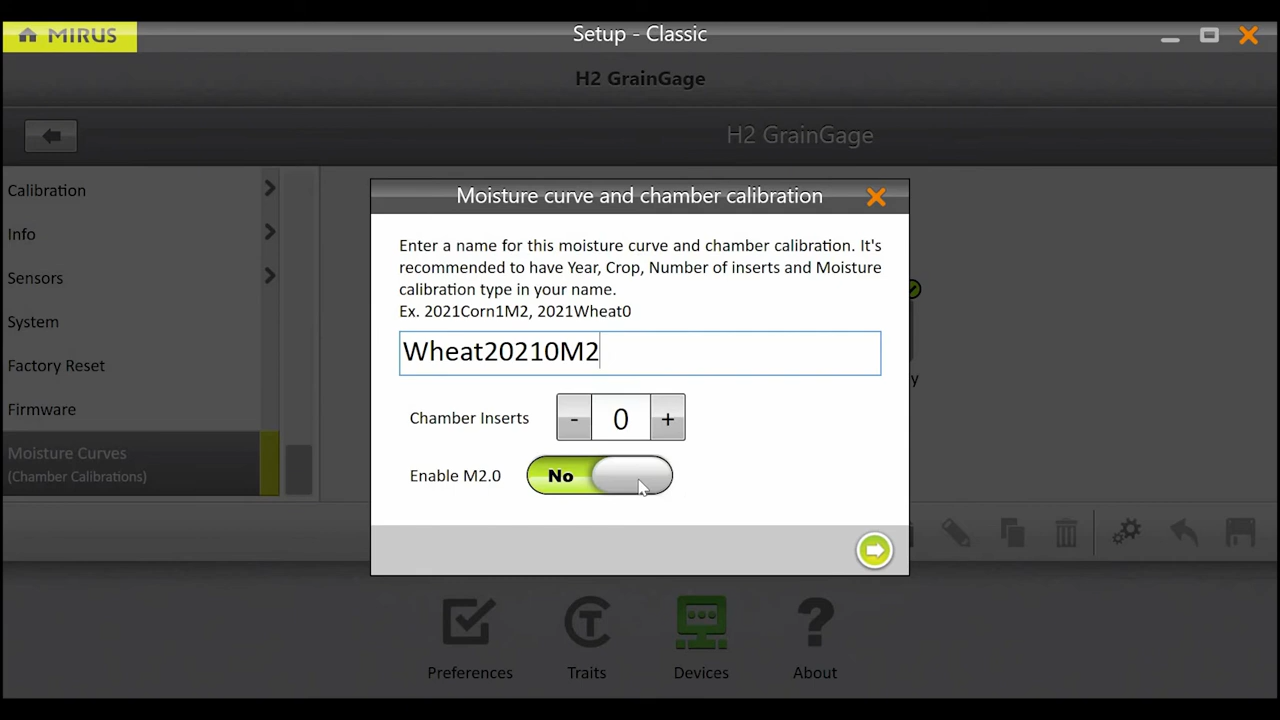 MIRUS
Setup - Classic
H2 GrainGage
H2 GrainGage
Calibration
Info
Sensors
System
Factory Reset
Firmware
Moisture Curves
(Chamber Calibrations)
Moisture curve and chamber calibration
Enter a name for this moisture curve and chamber calibration. It's
recommended to have Year, Crop, Number of inserts and Moisture
calibration type in your name.
Ex. 2021Corn1M2, 2021Wheat0
Wheat20210M2
Chamber Inserts - 0 +
Enable M2.0 No
Preferences
Traits
Devices
About